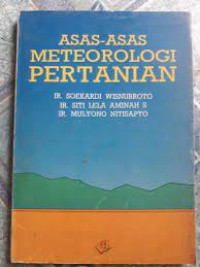 ASAS-ASAS
METEOROLOGI
PERTANIAN
IR. SOEKARDI WISNUBROTO
IR. SITI LELA AMINAH S
IR. MULYONO NITISAPTO